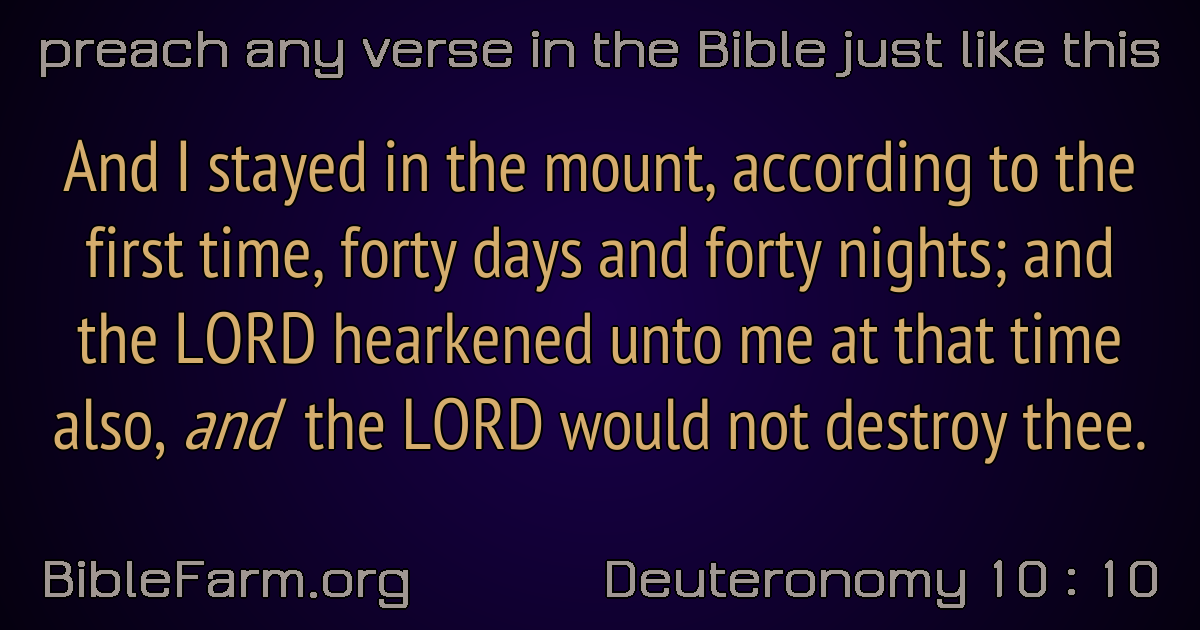 preach any verse in the Bible just like this
And I stayed in the mount, according to the
first time, forty days and forty nights; and
the LORD hearkened unto me at that time
also, and the LORD would not destroy thee.
BibleFarm.org
Deuteronomy 10 : 10